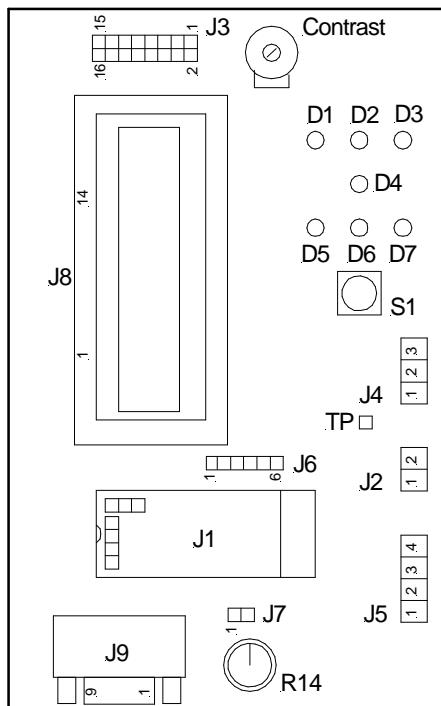 15 1 J3 Contrast
16 2
D1 D2 D3
14
D4
J8
D5 D6 D7
S1
1
3
2
J4 1
TP
J6
1 6
2
J2 1
J1
4
3
2
J5 1
J7
1
J9
9 1
R14